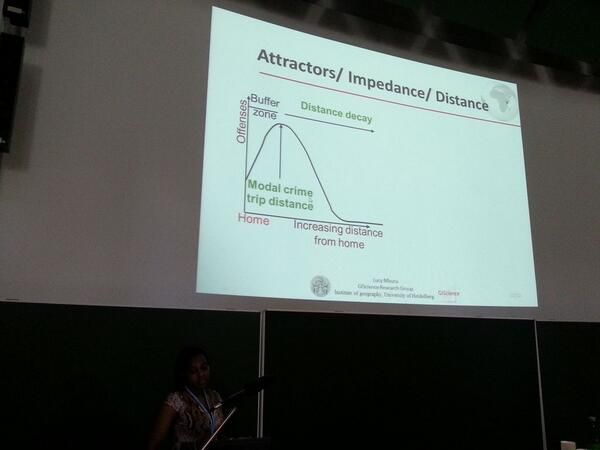 Attractors/ Impedance/ Distance
Buffer
zone
Distance decay
Offenses
Modal crime
trip distance
Home
Increasing distance
from home
Lucy Mburu
GIScience Research Group
Institute of geography, University of Heidelberg
GIScience